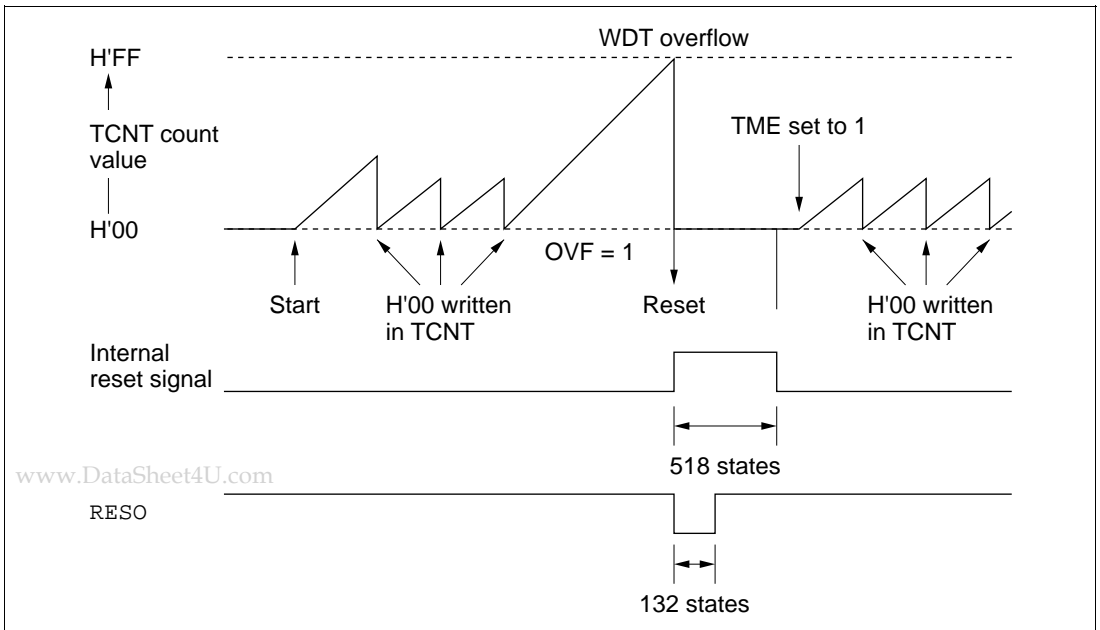 WDT overflow
H'FF
TCNT count
value
TME set to 1
H'00
OVF = 1
Start
H'00 written
in TCNT
Reset
H'00 written
in TCNT
Internal
reset signal
518 states
www.DataSheet4U.com
RESO
132 states